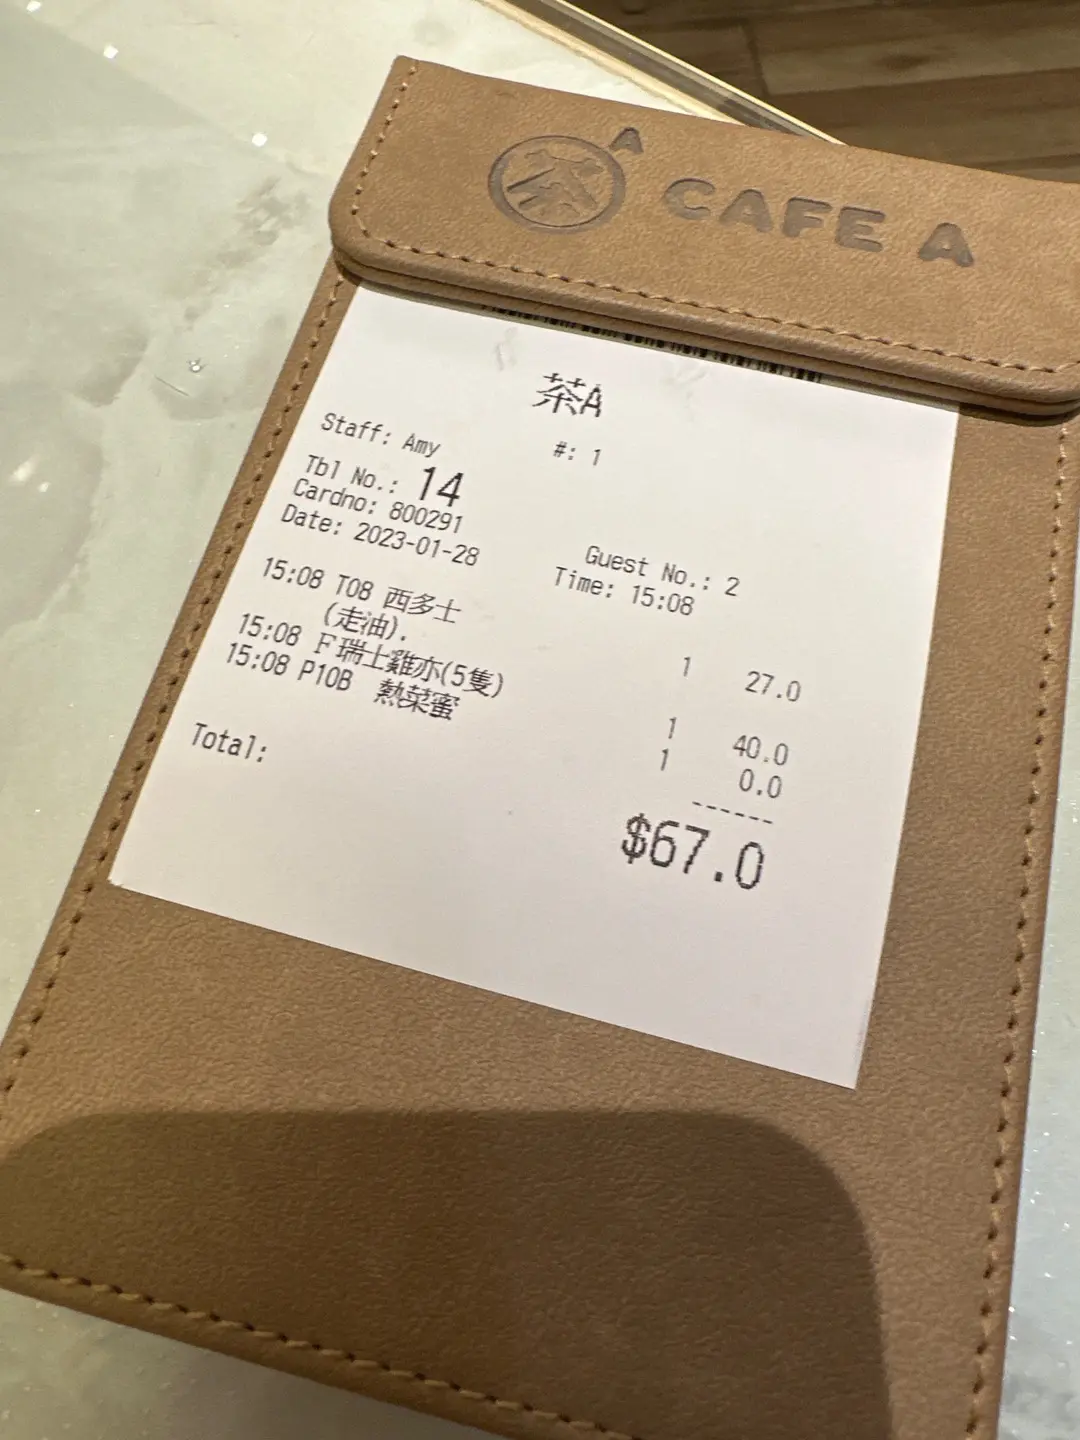 茶 A
CAFE A
茶A
Staff: Amy #: 1
Tbl No.: 14
Cardno: 800291 Guest No.: 2
Date: 2023-01-28 Time: 15:08
15:08 T08 西多士 1 27.0
(走油).
15:08 F瑞士雞亦(5隻) 1 40.0
15:08 P10B 熱菜蜜 1 0.0
------
Total: $67.0